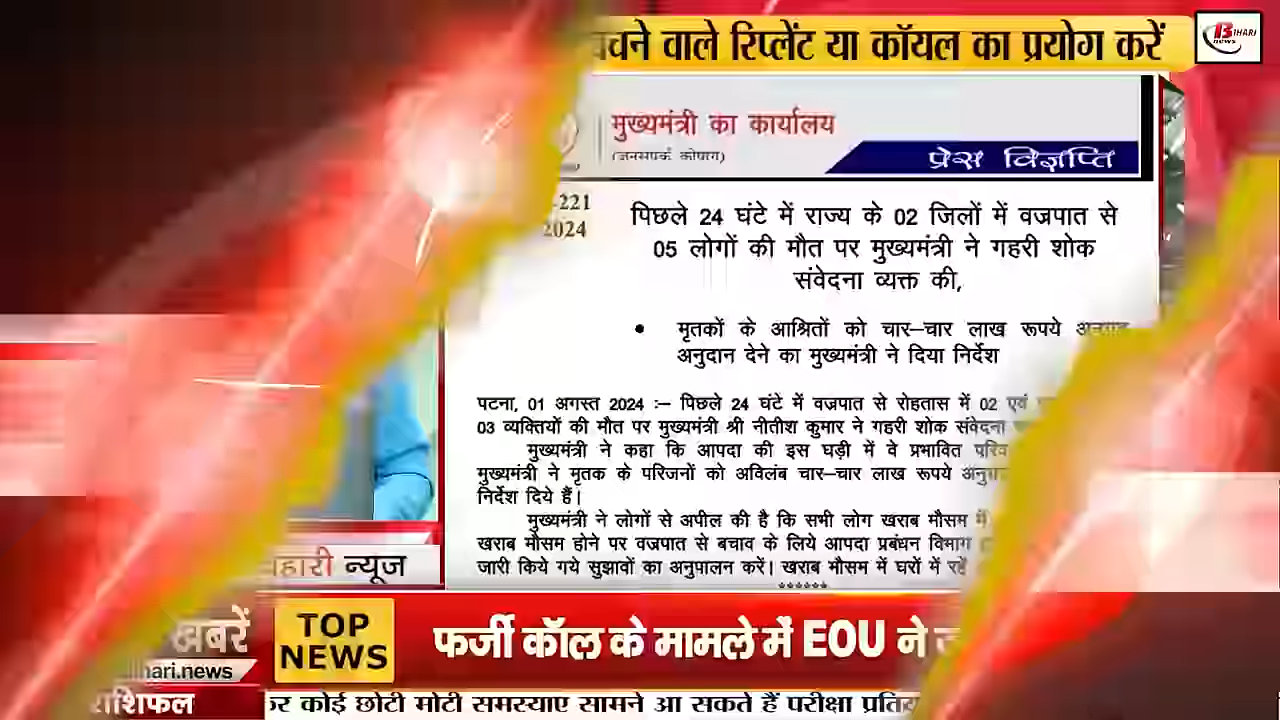 वाले रिप्लेंट या कॉयल का प्रयोग करें
BIHARI
news
मुख्यमंत्री का कार्यालय
(जनसम्पर्क कोषांग)
प्रेस विज्ञप्ति
-221
2024
पिछले 24 घंटे में राज्य के 02 जिलों में वज्रपात से
05 लोगों की मौत पर मुख्यमंत्री ने गहरी शोक
संवेदना व्यक्त की,
• मृतकों के आश्रितों को चार–चार लाख रूपये
अनुदान देने का मुख्यमंत्री ने दिया निर्देश
पटना, 01 अगस्त 2024 :– पिछले 24 घंटे में वज्रपात से रोहतास में 02 एवं
03 व्यक्तियों की मौत पर मुख्यमंत्री श्री नीतीश कुमार ने गहरी शोक संवेदना
मुख्यमंत्री ने कहा कि आपदा की इस घड़ी में वे प्रभावित
मुख्यमंत्री ने मृतक के परिजनों को अविलंब चार–चार लाख रूपये
निर्देश दिये हैं।
मुख्यमंत्री ने लोगों से अपील की है कि सभी लोग खराब मौसम में
खराब मौसम होने पर वज्रपात से बचाव के लिये आपदा प्रबंधन विभाग
जारी किये गये सुझावों का अनुपालन करें। खराब मौसम में घरों में रहें
******
न्यूज
खबरें
TOP
NEWS
फर्जी कॉल के मामले में EOU ने
hari.news
राशिफल
कोई छोटी मोटी समस्याए सामने आ सकते हैं परीक्षा